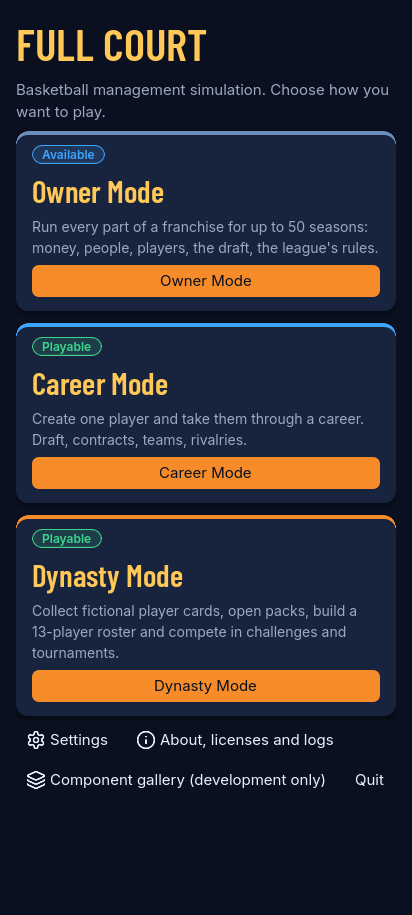 FULL COURT
Basketball management simulation. Choose how you
want to play.
Available
Owner Mode
Run every part of a franchise for up to 50 seasons:
money, people, players, the draft, the league's rules.
Owner Mode
Playable
Career Mode
Create one player and take them through a career.
Draft, contracts, teams, rivalries.
Career Mode
Playable
Dynasty Mode
Collect fictional player cards, open packs, build a
13-player roster and compete in challenges and
tournaments.
Dynasty Mode
Settings About, licenses and logs
Component gallery (development only) Quit